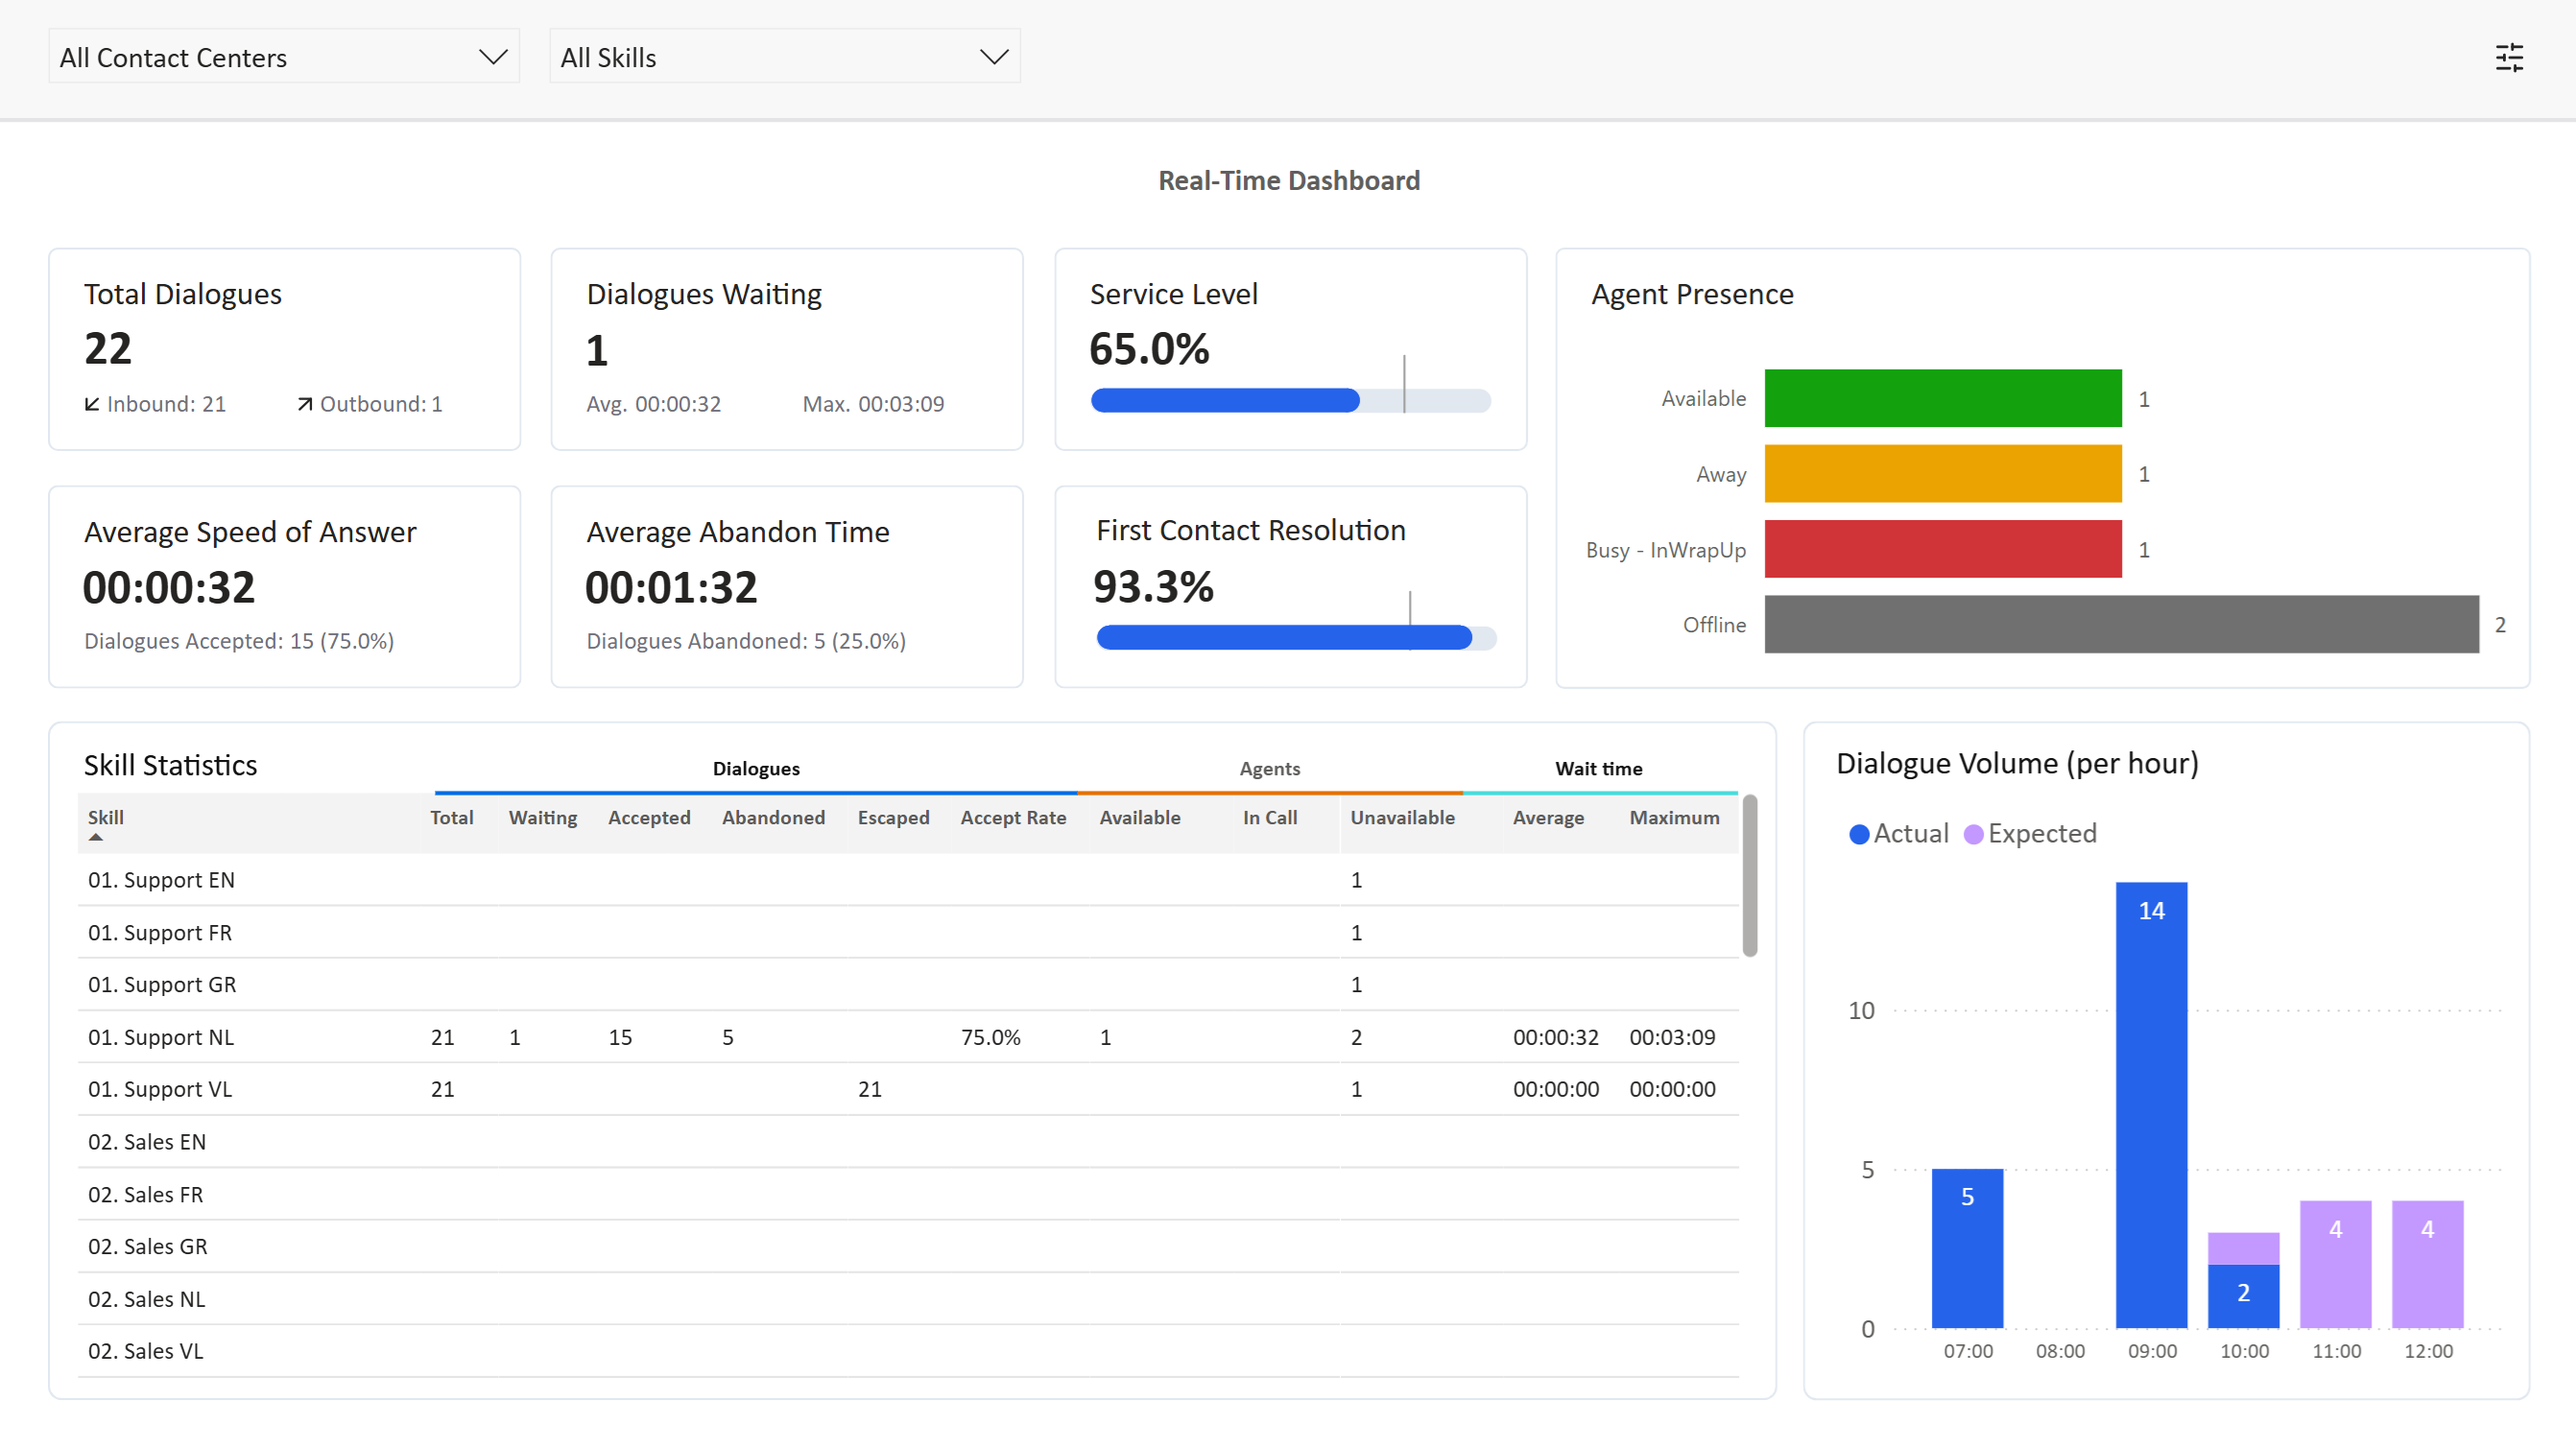 All Contact Centers
All Skills
Real-Time Dashboard
Total Dialogues
22
Inbound: 21 Outbound: 1
Dialogues Waiting
1
Avg. 00:00:32 Max. 00:03:09
Service Level
65.0%
Agent Presence
Available 1
Away 1
Busy - InWrapUp 1
Offline 2
Average Speed of Answer
00:00:32
Dialogues Accepted: 15 (75.0%)
Average Abandon Time
00:01:32
Dialogues Abandoned: 5 (25.0%)
First Contact Resolution
93.3%
Skill Statistics
Dialogues Agents Wait time
Skill Total Waiting Accepted Abandoned Escaped Accept Rate Available In Call Unavailable Average Maximum
01. Support EN 1
01. Support FR 1
01. Support GR 1
01. Support NL 21 1 15 5 75.0% 1 2 00:00:32 00:03:09
01. Support VL 21 21 1 00:00:00 00:00:00
02. Sales EN
02. Sales FR
02. Sales GR
02. Sales NL
02. Sales VL
Dialogue Volume (per hour)
Actual Expected
14
10
5
5
4 4
2
0
07:00 08:00 09:00 10:00 11:00 12:00